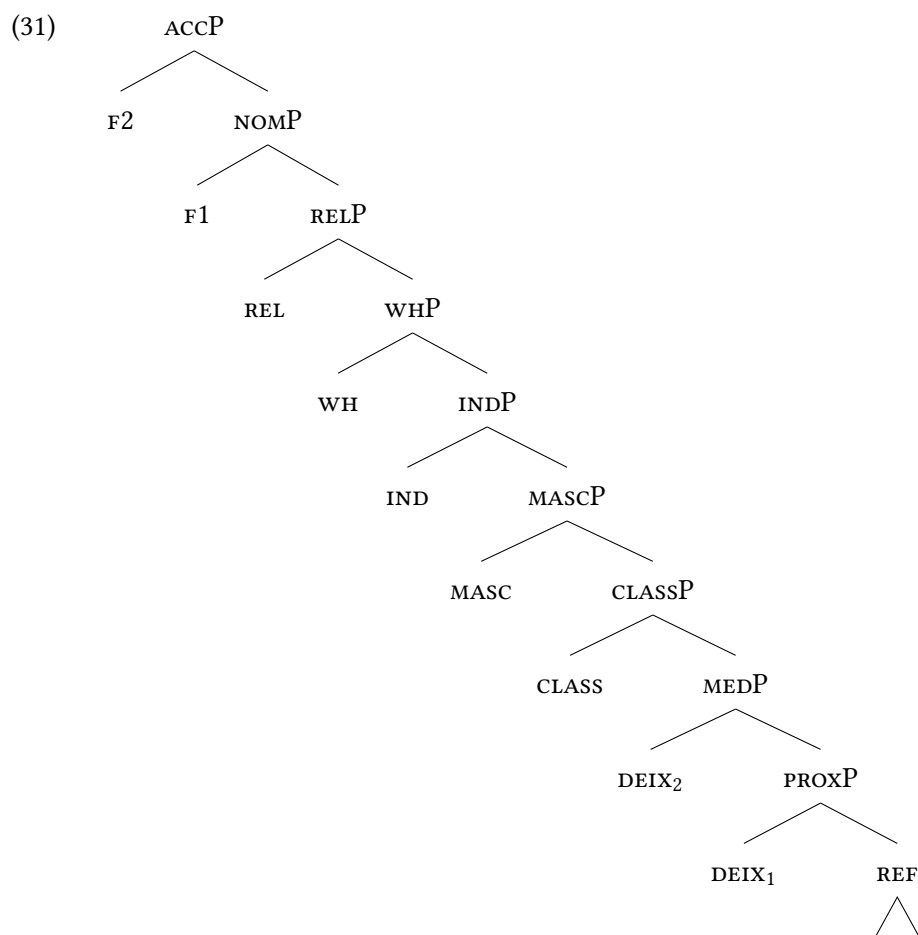 (31) ACCP
F2 NOMP
F1 RELP
REL WHP
WH INDP
IND MASCP
MASC CLASSP
CLASS MEDP
DEIX₂ PROXP
DEIX₁ REF